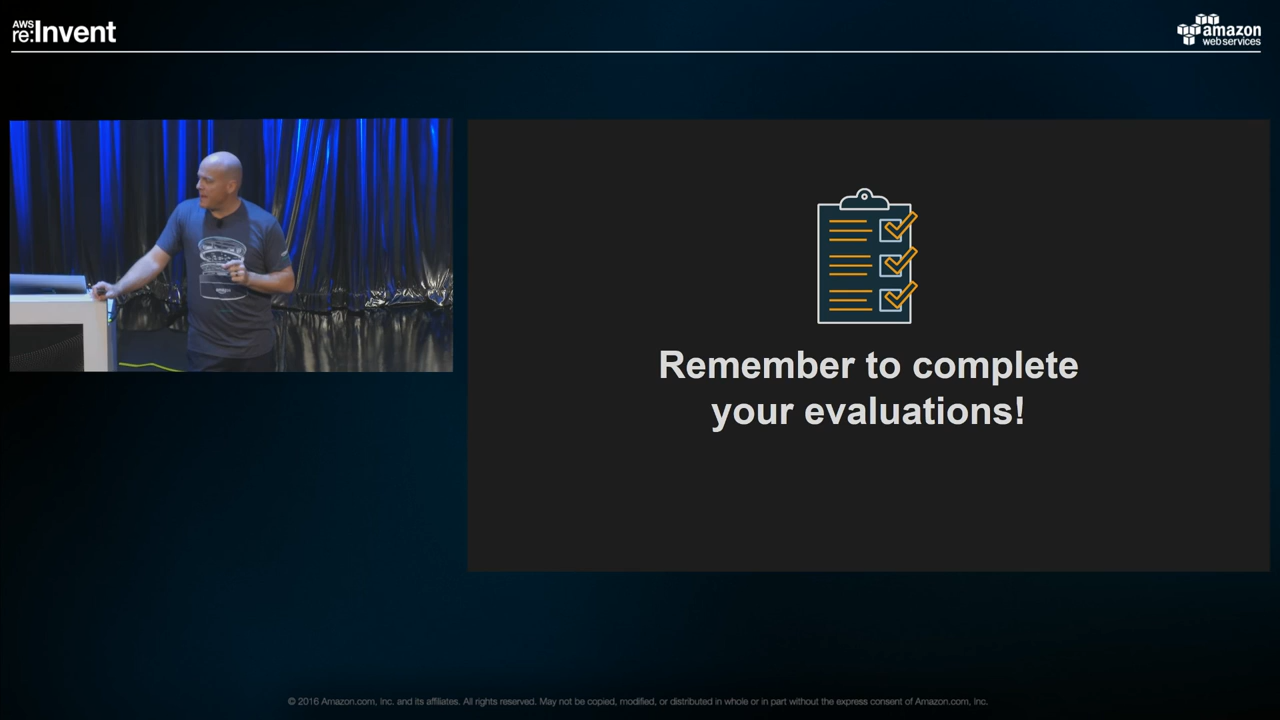 AWS
re:Invent
amazon
webservices
Remember to complete
your evaluations!
© 2016 Amazon.com, Inc. and its affiliates. All rights reserved. May not be copied, modified, or distributed in whole or in part without the express consent of Amazon.com, Inc.